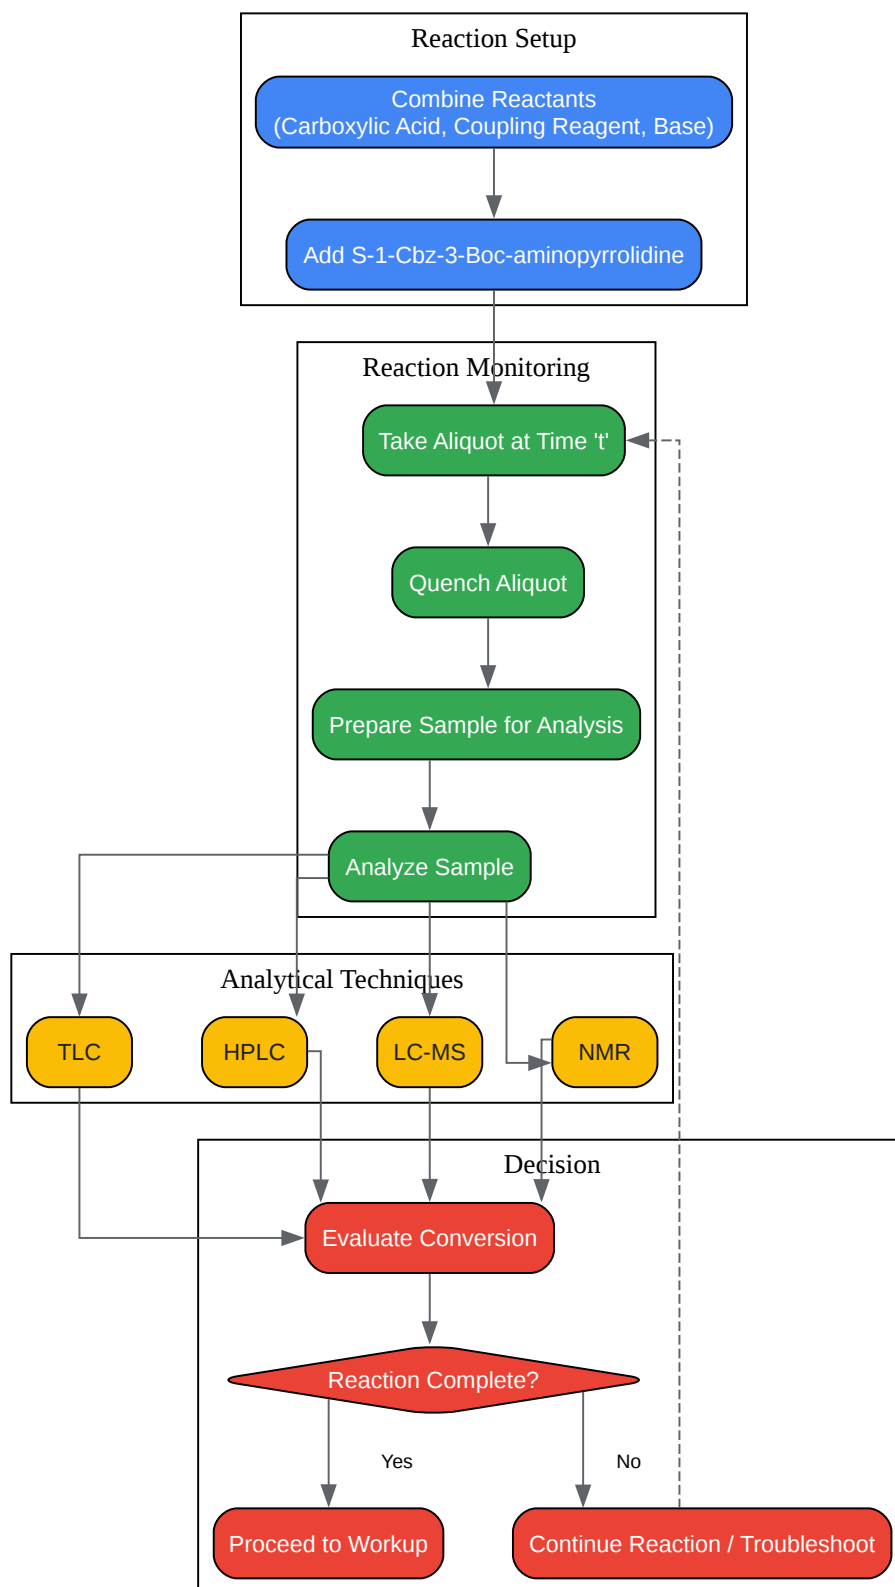 Reaction Setup
Combine Reactants
(Carboxylic Acid, Coupling Reagent, Base)
Add S-1-Cbz-3-Boc-aminopyrrolidine
Reaction Monitoring
Take Aliquot at Time 't'
Quench Aliquot
Prepare Sample for Analysis
Analyze Sample
Analytical Techniques
TLC
HPLC
LC-MS
NMR
Decision
Evaluate Conversion
Reaction Complete?
Yes
No
Proceed to Workup
Continue Reaction / Troubleshoot